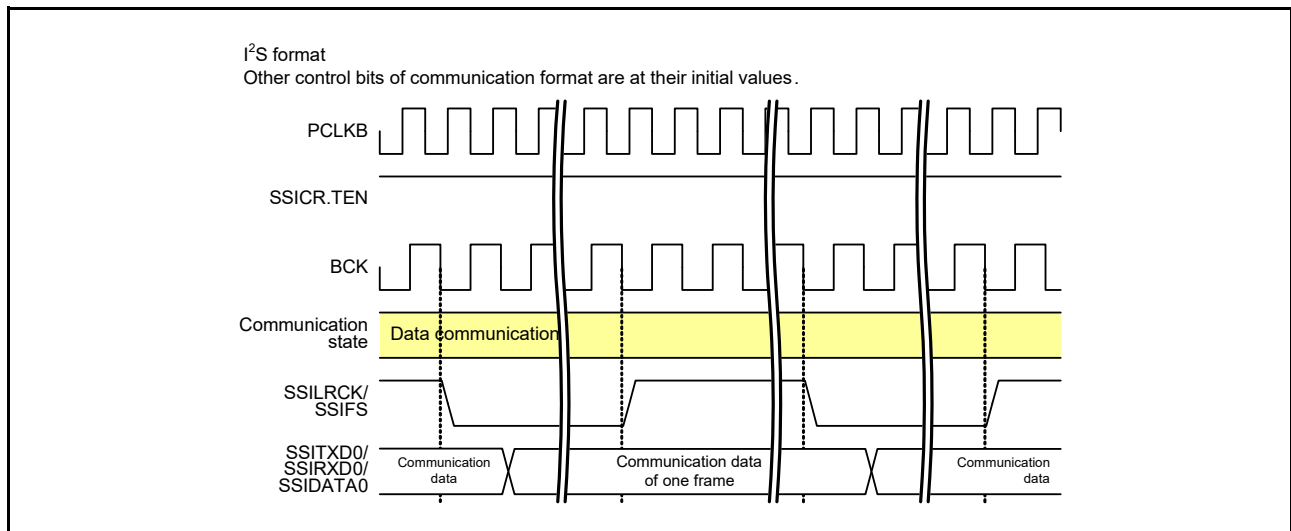 I²S format
Other control bits of communication format are at their initial values.
PCLKB
SSICR.TEN
BCK
Communication
state
Data communication
SSILRCK/
SSIFS
SSITXD0/
SSIRXD0/
SSIDATA0
Communication
data
Communication data
of one frame
Communication
data